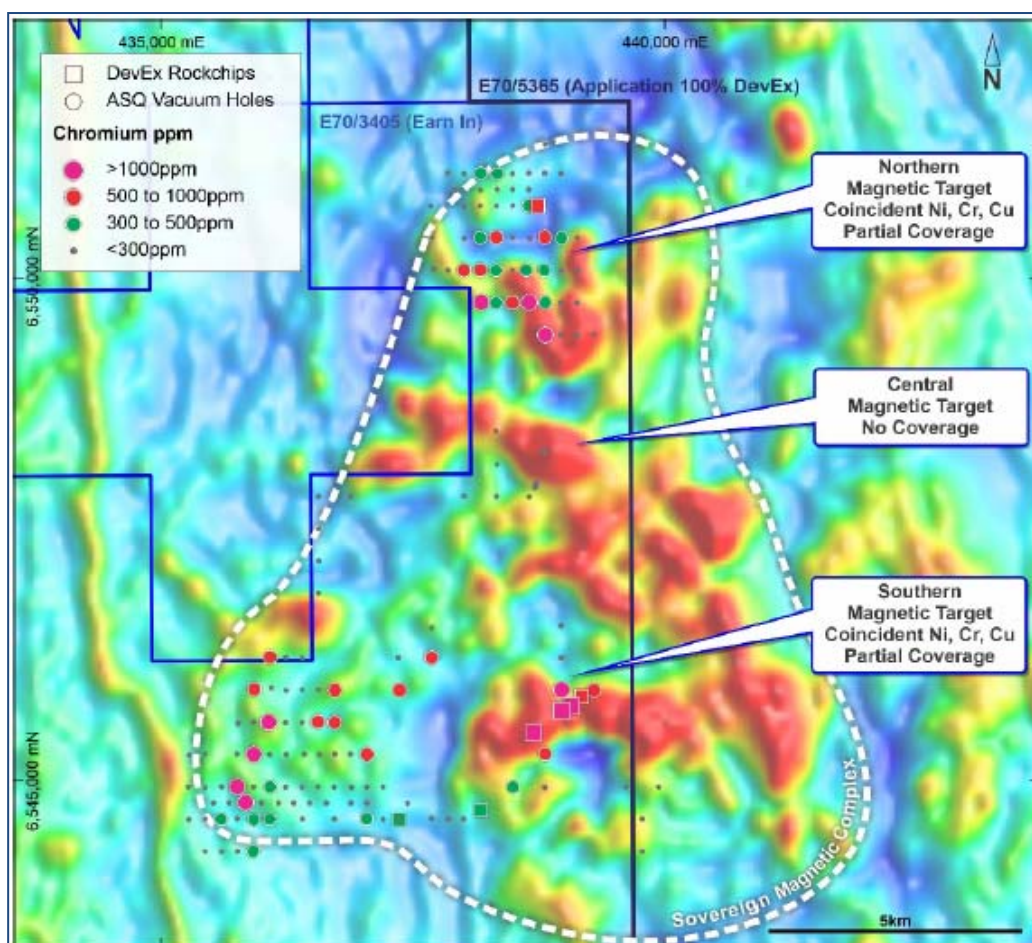 435,000 mE
440,000 mE
DevEx Rockchips
ASQ Vacuum Holes
Chromium ppm
>1000ppm
500 to 1000ppm
300 to 500ppm
<300ppm
E70/5365 (Application 100% DevEx)
E70/3405 (Earn In)
N
Northern
Magnetic Target
Coincident Ni, Cr, Cu
Partial Coverage
6,550,000 mN
Central
Magnetic Target
No Coverage
Southern
Magnetic Target
Coincident Ni, Cr, Cu
Partial Coverage
6,545,000 mN
Sovereign Magnetic Complex
5km